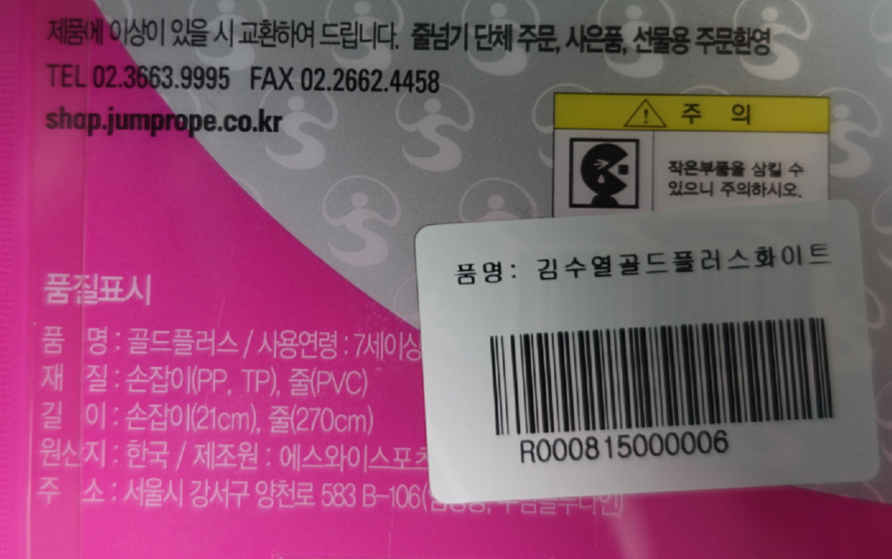 제품에 이상이 있을 시 교환하여 드립니다. 줄넘기 단체 주문, 사은품, 선물용 주문환영
TEL 02.3663.9995 FAX 02.2662.4458
shop.jumprope.co.kr
주 의
작은부품을 삼킬 수
있으니 주의하시오.
품명: 김수열골드플러스화이트
R000815000006
품질표시
품 명 : 골드플러스 / 사용연령 : 7세이상
재 질 : 손잡이(PP, TP), 줄(PVC)
길 이 : 손잡이(21cm), 줄(270cm)
원산지 : 한국 / 제조원 : 에스와이스포츠
주 소 : 서울시 강서구 양천로 583 B-106(